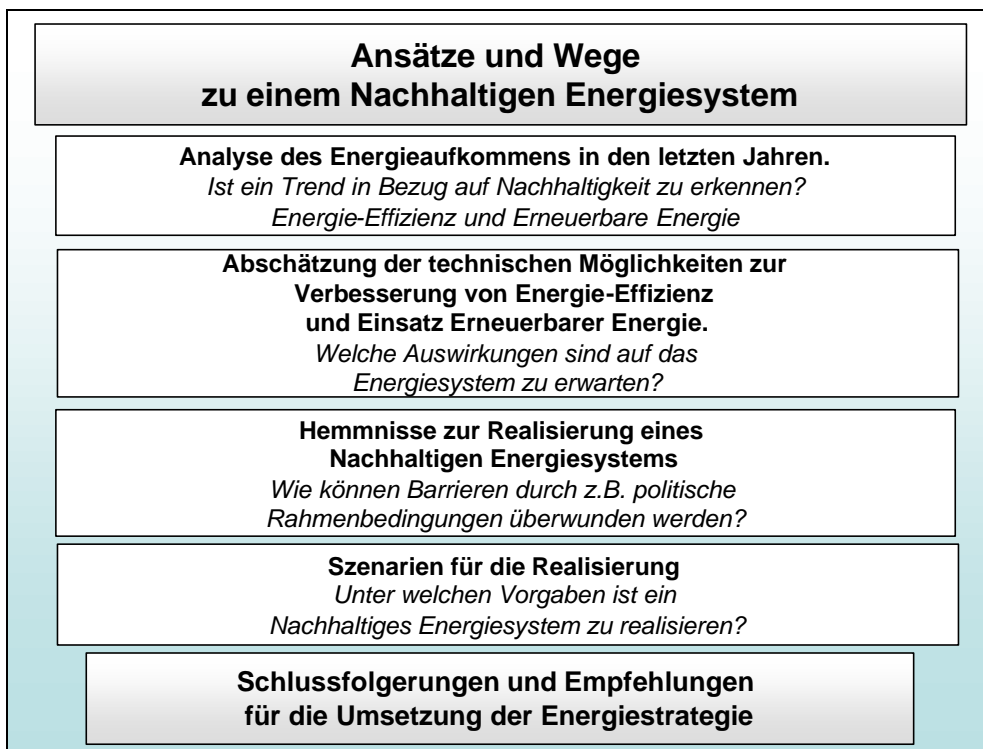 Ansätze und Wege
zu einem Nachhaltigen Energiesystem
Analyse des Energieaufkommens in den letzten Jahren.
Ist ein Trend in Bezug auf Nachhaltigkeit zu erkennen?
Energie-Effizienz und Erneuerbare Energie
Abschätzung der technischen Möglichkeiten zur
Verbesserung von Energie-Effizienz
und Einsatz Erneuerbarer Energie.
Welche Auswirkungen sind auf das
Energiesystem zu erwarten?
Hemmnisse zur Realisierung eines
Nachhaltigen Energiesystems
Wie können Barrieren durch z.B. politische
Rahmenbedingungen überwunden werden?
Szenarien für die Realisierung
Unter welchen Vorgaben ist ein
Nachhaltiges Energiesystem zu realisieren?
Schlussfolgerungen und Empfehlungen
für die Umsetzung der Energiestrategie